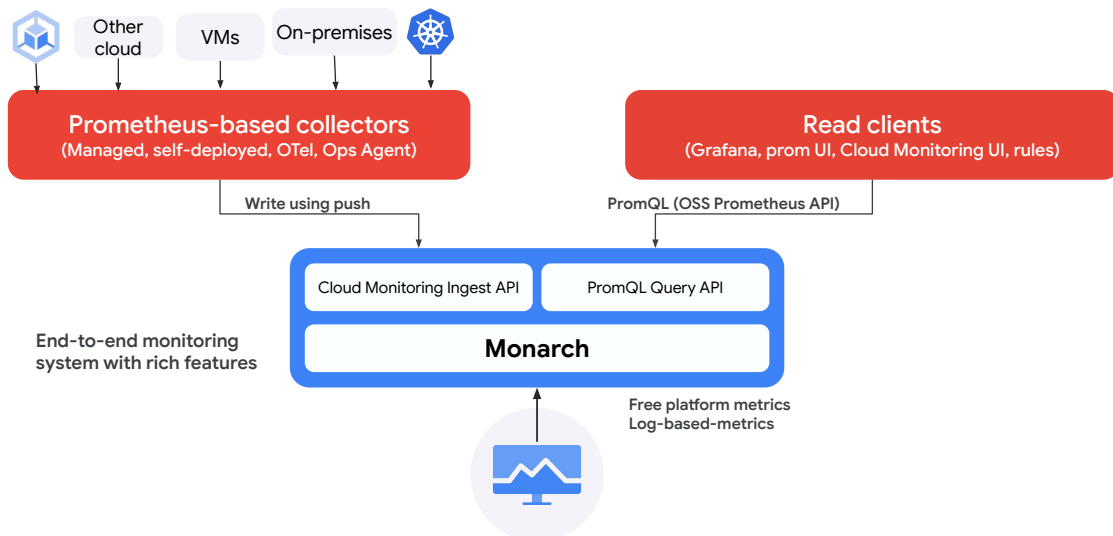 Other
cloud
VMs
On-premises
Prometheus-based collectors
(Managed, self-deployed, OTel, Ops Agent)
Read clients
(Grafana, prom UI, Cloud Monitoring UI, rules)
Write using push
PromQL (OSS Prometheus API)
Cloud Monitoring Ingest API
PromQL Query API
Monarch
End-to-end monitoring
system with rich features
Free platform metrics
Log-based-metrics